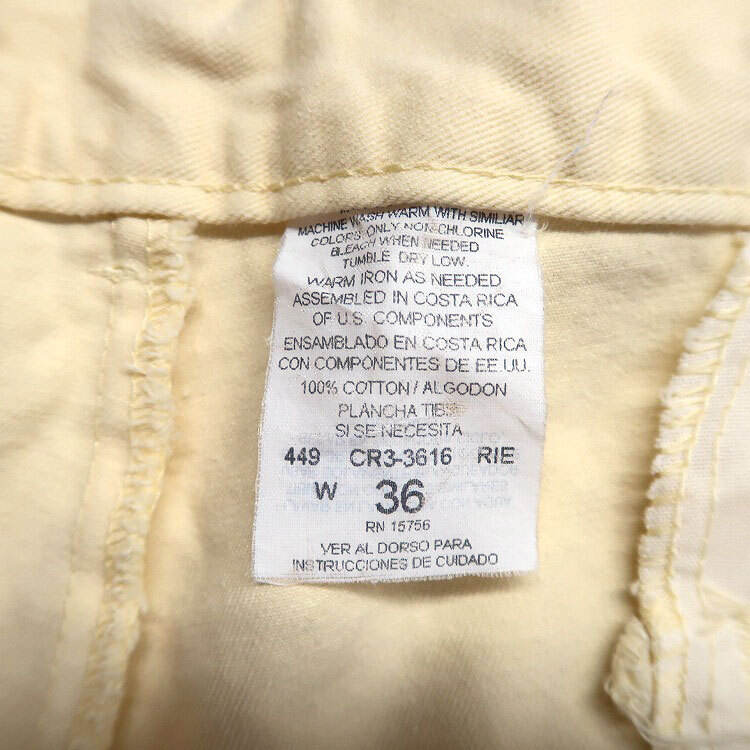 MACHINE WASH WARM WITH SIMILIAR
COLORS. ONLY NON-CHLORINE
BLEACH WHEN NEEDED
TUMBLE DRY LOW.
WARM IRON AS NEEDED
ASSEMBLED IN COSTA RICA
OF U.S. COMPONENTS
ENSAMBLADO EN COSTA RICA
CON COMPONENTES DE EE.UU.
100% COTTON / ALGODON
PLANCHA
SI SE NECESITA
449 CR3-3616 RIE
W 36
RN 15756
VER AL DORSO PARA
INSTRUCCIONES DE CUIDADO